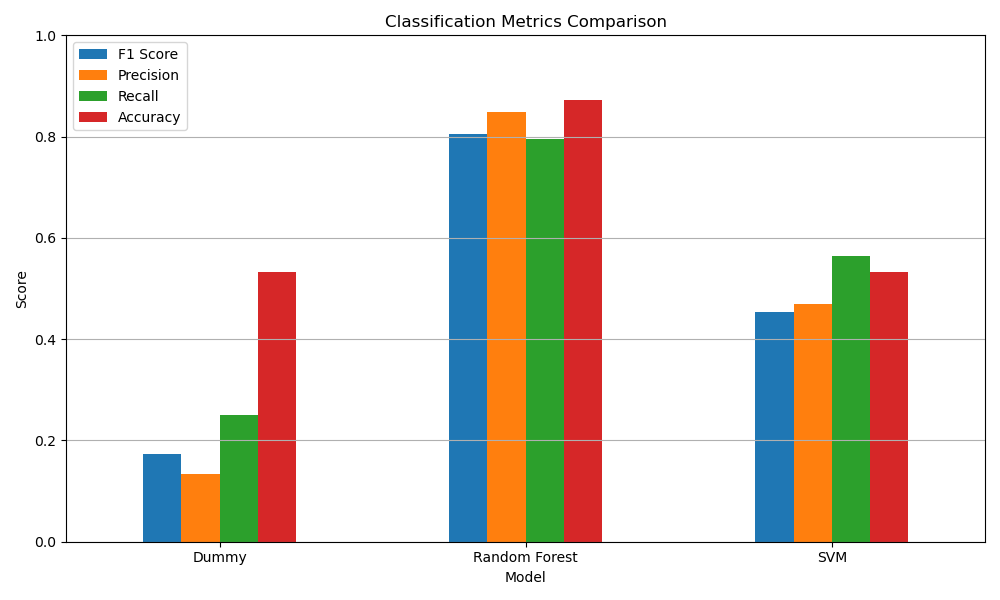 Classification Metrics Comparison
1.0
F1 Score
Precision
Recall
Accuracy
0.8
0.6
0.4
0.2
0.0
Score
Dummy
Random Forest
SVM
Model